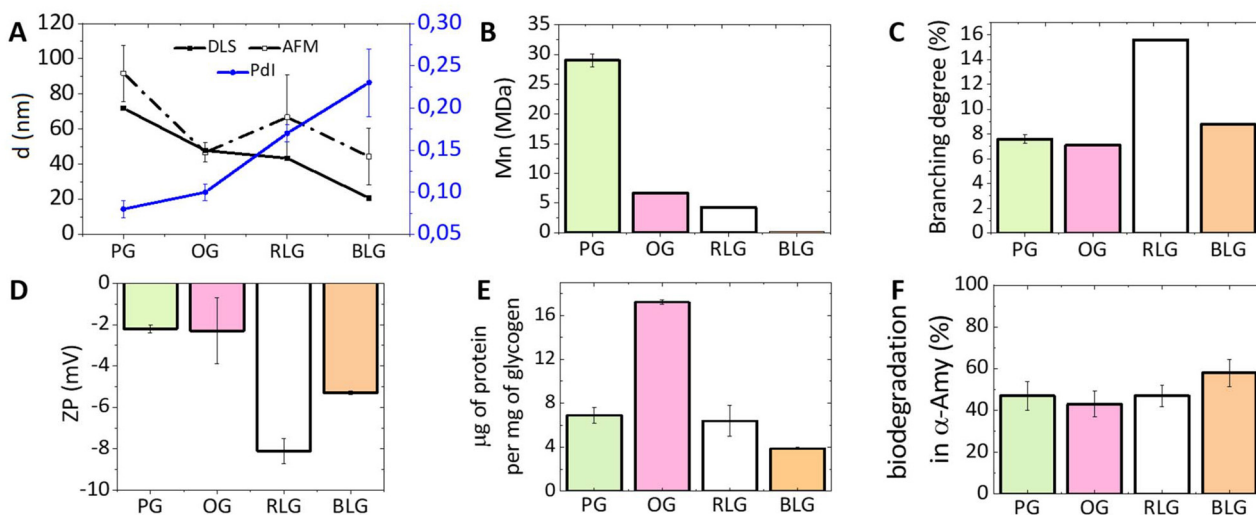 A
d (nm)
120
100
80
60
40
20
0
DLS
AFM
PdI
0,30
0,25
0,20
0,15
0,10
0,05
PG OG RLG BLG
B
Mn (MDa)
35
30
25
20
15
10
5
0
PG OG RLG BLG
C
Branching degree (%)
16
14
12
10
8
6
4
2
0
PG OG RLG BLG
D
ZP (mV)
0
-2
-4
-6
-8
-10
PG OG RLG BLG
E
μg of protein
per mg of glycogen
16
12
8
4
0
PG OG RLG BLG
F
biodegradation
in α-Amy (%)
100
80
60
40
20
0
PG OG RLG BLG